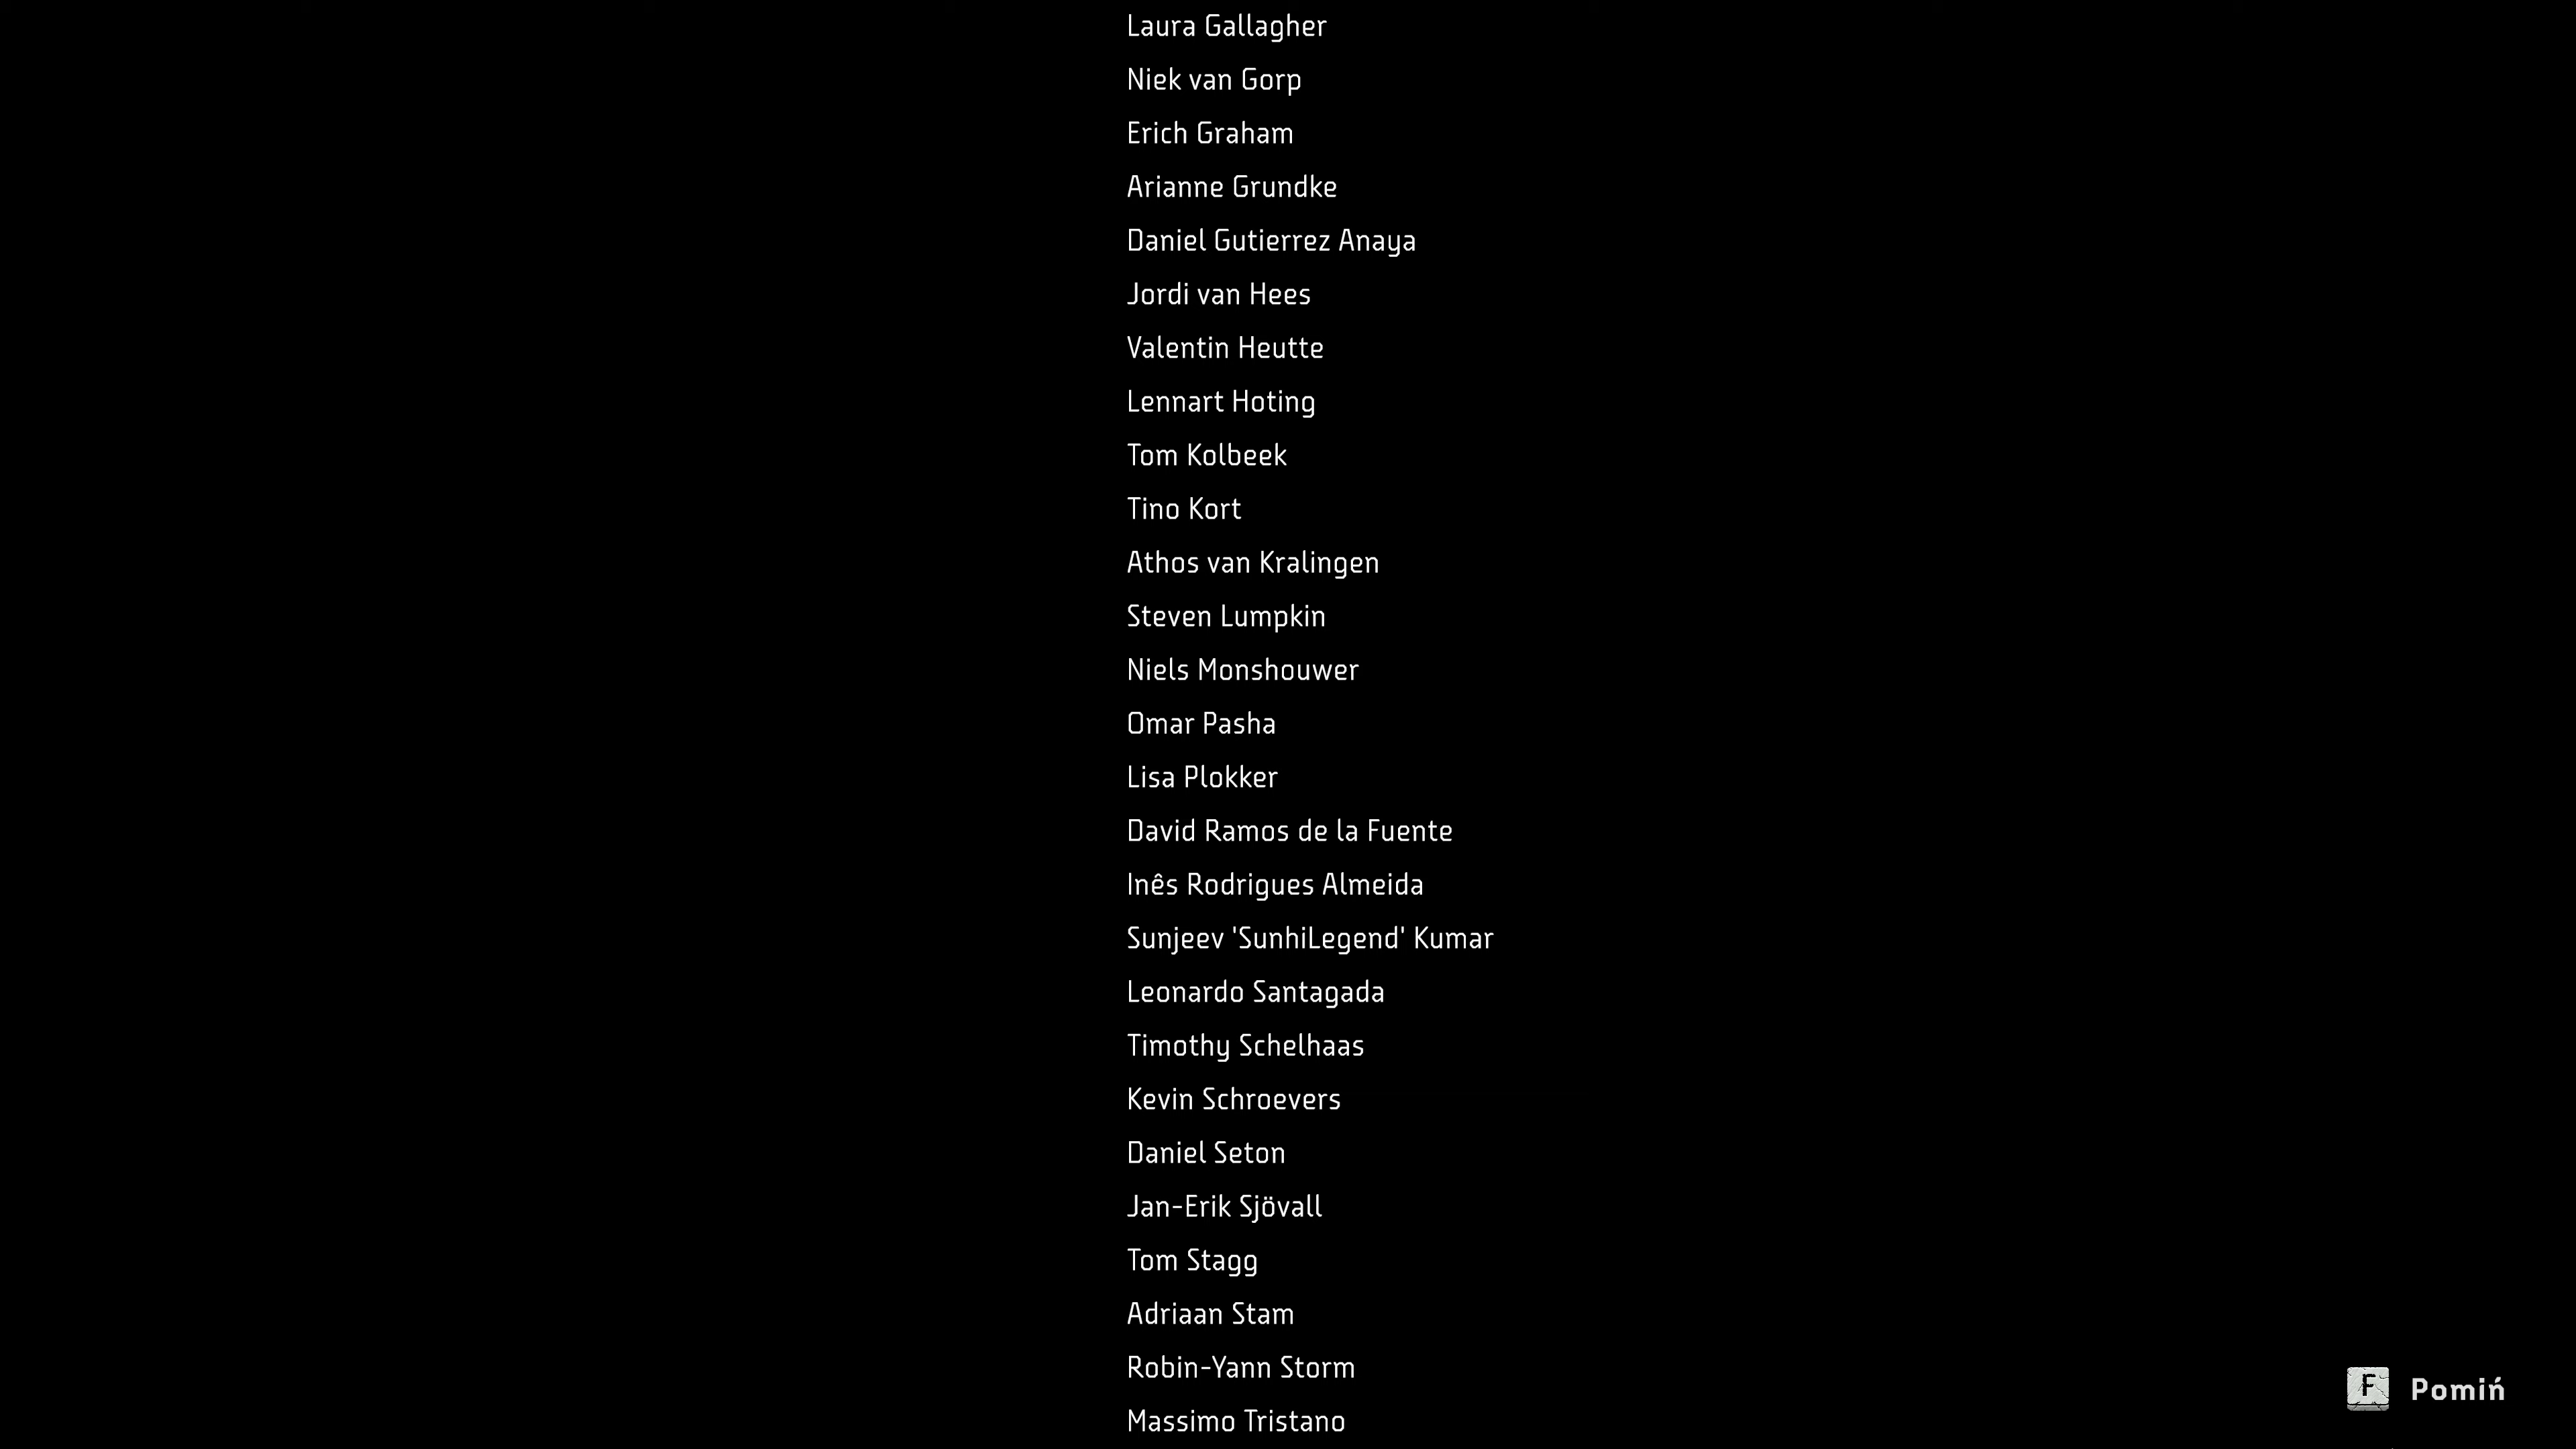 Laura Gallagher
Niek van Gorp
Erich Graham
Arianne Grundke
Daniel Gutierrez Anaya
Jordi van Hees
Valentin Heutte
Lennart Hoting
Tom Kolbeek
Tino Kort
Athos van Kralingen
Steven Lumpkin
Niels Monshouwer
Omar Pasha
Lisa Plokker
David Ramos de la Fuente
Inês Rodrigues Almeida
Sunjeev 'SunhiLegend' Kumar
Leonardo Santagada
Timothy Schelhaas
Kevin Schroevers
Daniel Seton
Jan-Erik Sjövall
Tom Stagg
Adriaan Stam
Robin-Yann Storm
F Pomiń
Massimo Tristano